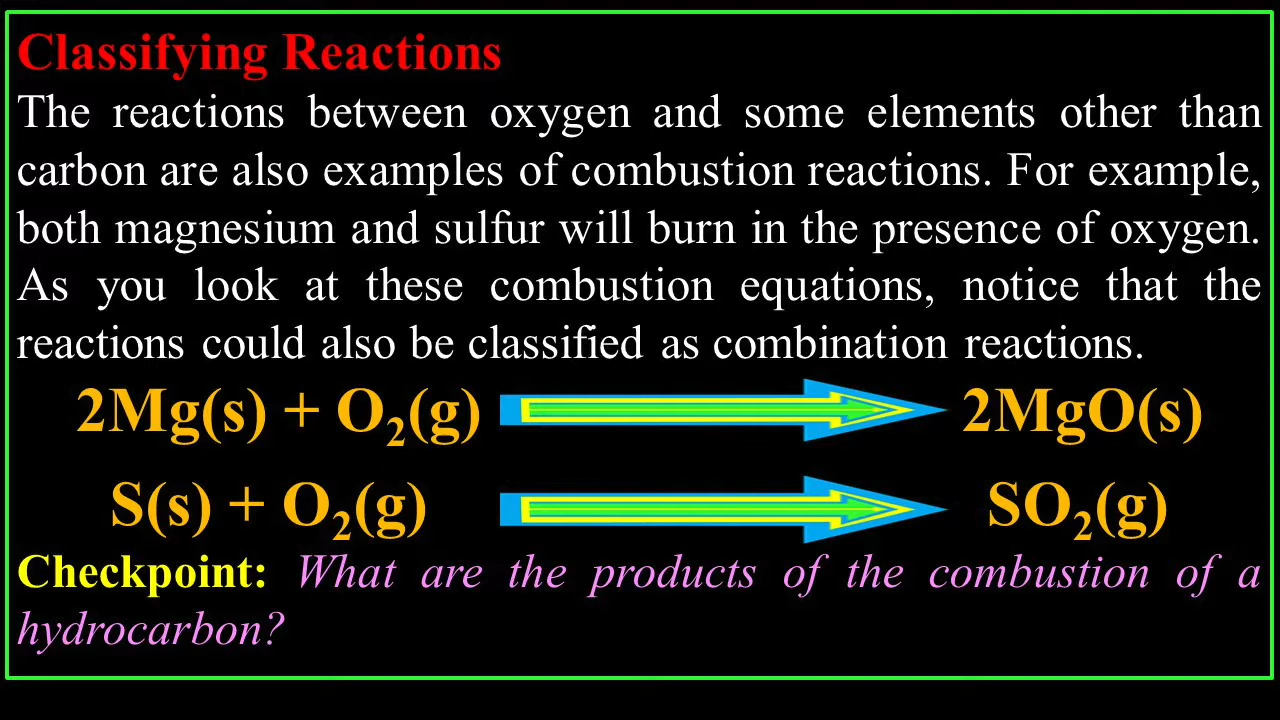 Classifying Reactions
The reactions between oxygen and some elements other than
carbon are also examples of combustion reactions. For example,
both magnesium and sulfur will burn in the presence of oxygen.
As you look at these combustion equations, notice that the
reactions could also be classified as combination reactions.
2Mg(s) + O₂(g) 2MgO(s)
S(s) + O₂(g) SO₂(g)
Checkpoint: What are the products of the combustion of a
hydrocarbon?